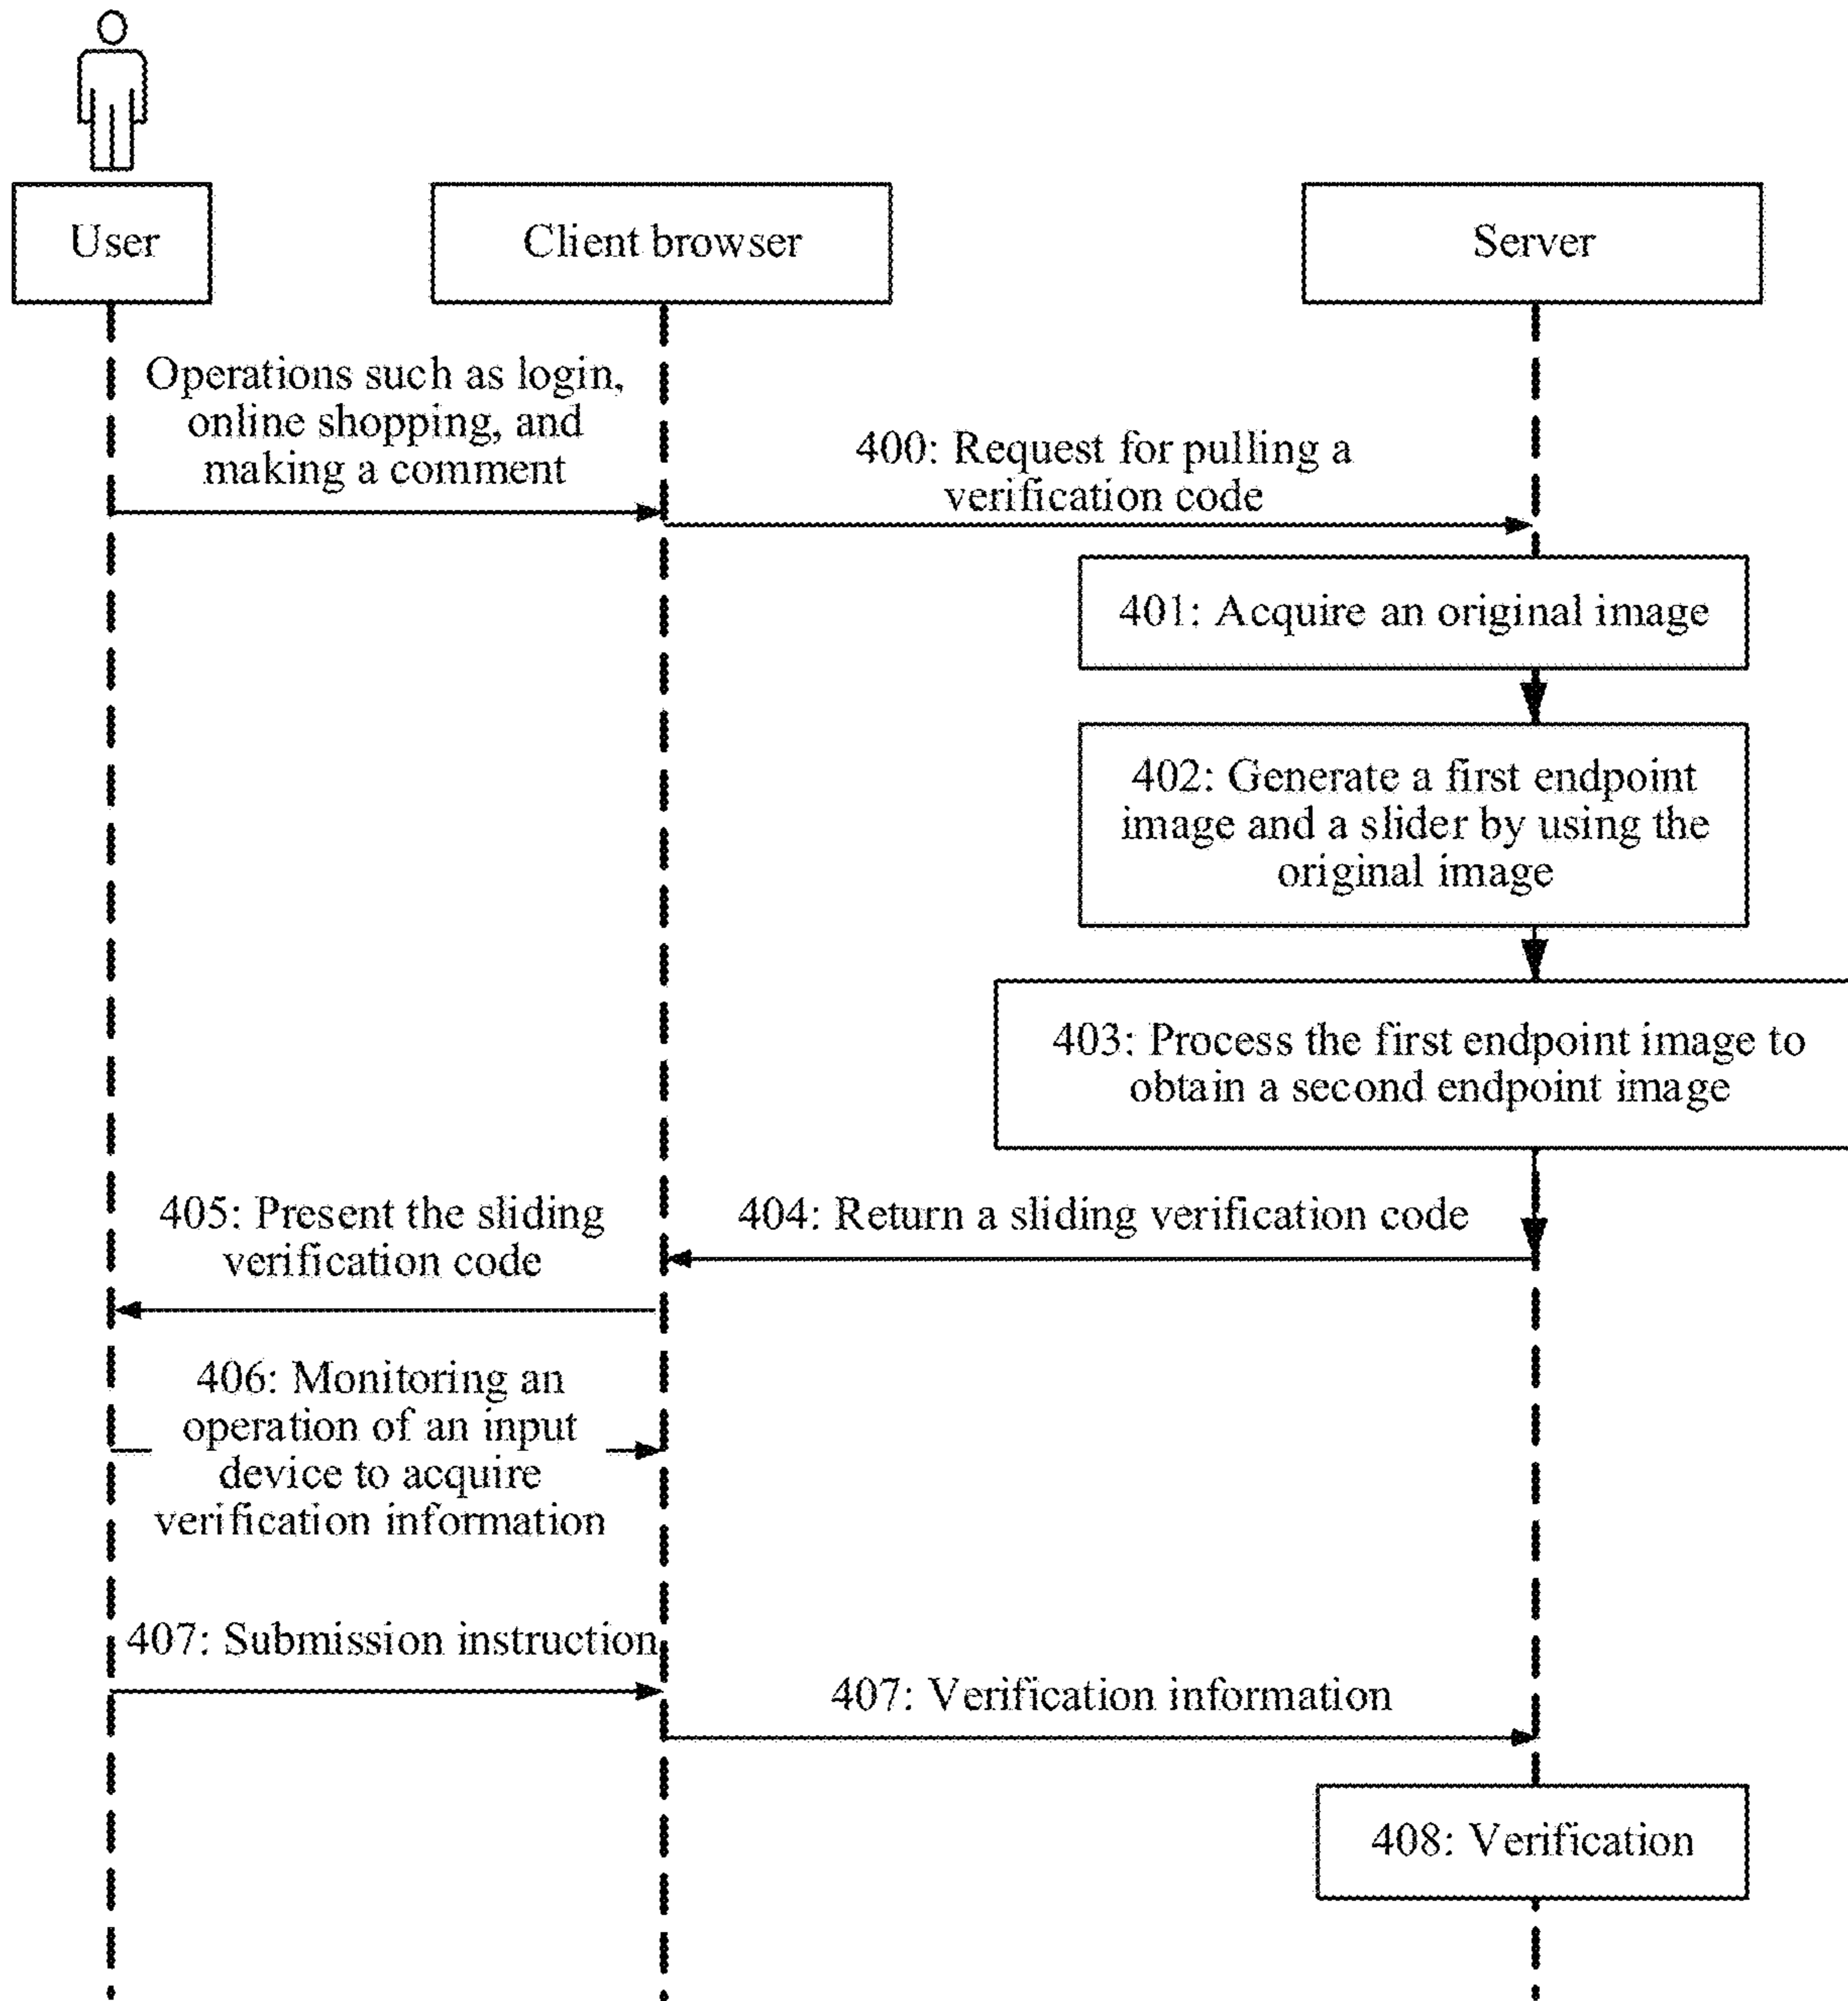 User
Client browser
Server
Operations such as login,
online shopping, and
making a comment
400: Request for pulling a
verification code
401: Acquire an original image
402: Generate a first endpoint
image and a slider by using the
original image
403: Process the first endpoint image to
obtain a second endpoint image
404: Return a sliding verification code
405: Present the sliding
verification code
406: Monitoring an
operation of an input
device to acquire
verification information
407: Submission instruction
407: Verification information
408: Verification